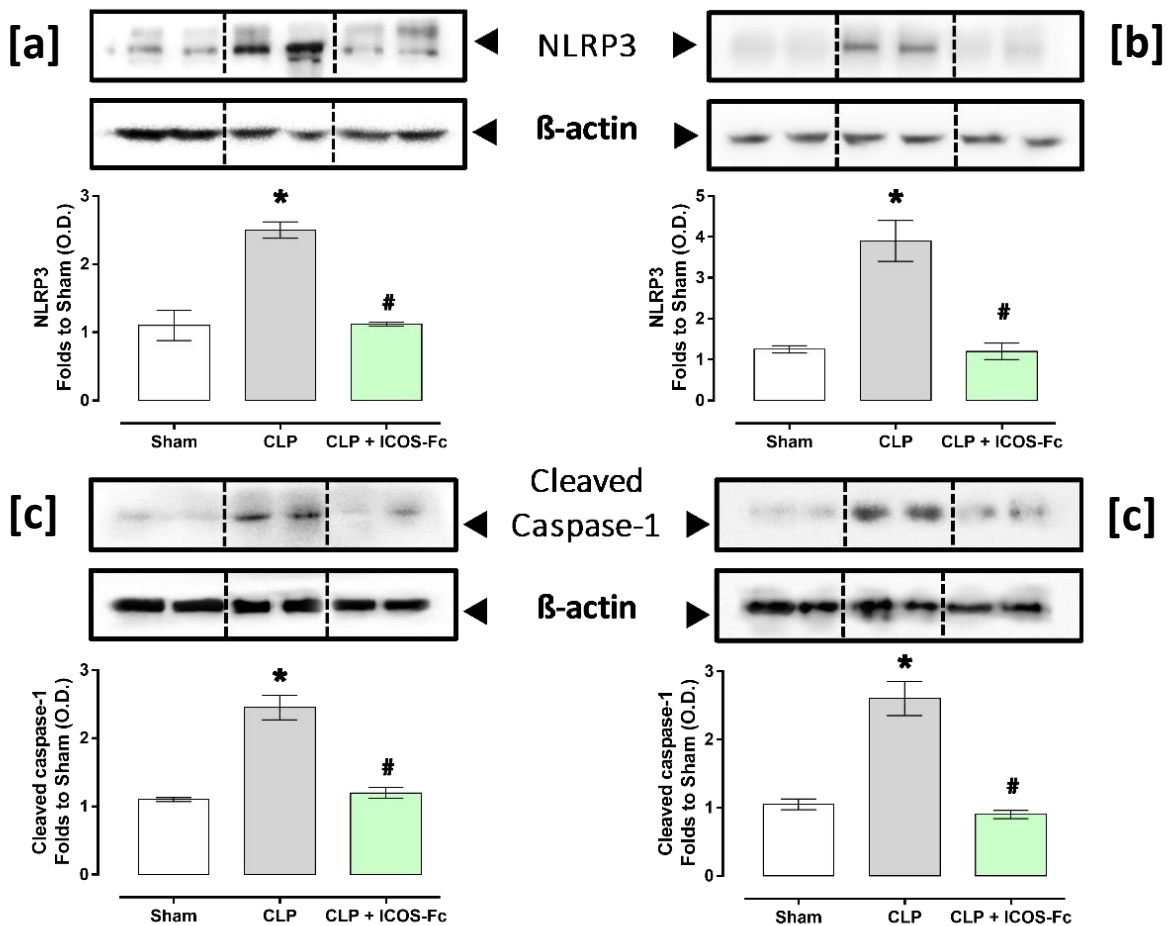 [a]
NLRP3
[b]
ß-actin
3
2
1
0
NLRP3
Folds to Sham (O.D.)
*
#
Sham
CLP
CLP + ICOS-Fc
5
4
3
2
1
0
NLRP3
Folds to Sham (O.D.)
*
#
Sham
CLP
CLP + ICOS-Fc
[c]
Cleaved
Caspase-1
[c]
ß-actin
3
2
1
0
Cleaved caspase-1
Folds to Sham (O.D.)
*
#
Sham
CLP
CLP + ICOS-Fc
3
2
1
0
Cleaved caspase-1
Folds to Sham (O.D.)
*
#
Sham
CLP
CLP + ICOS-Fc